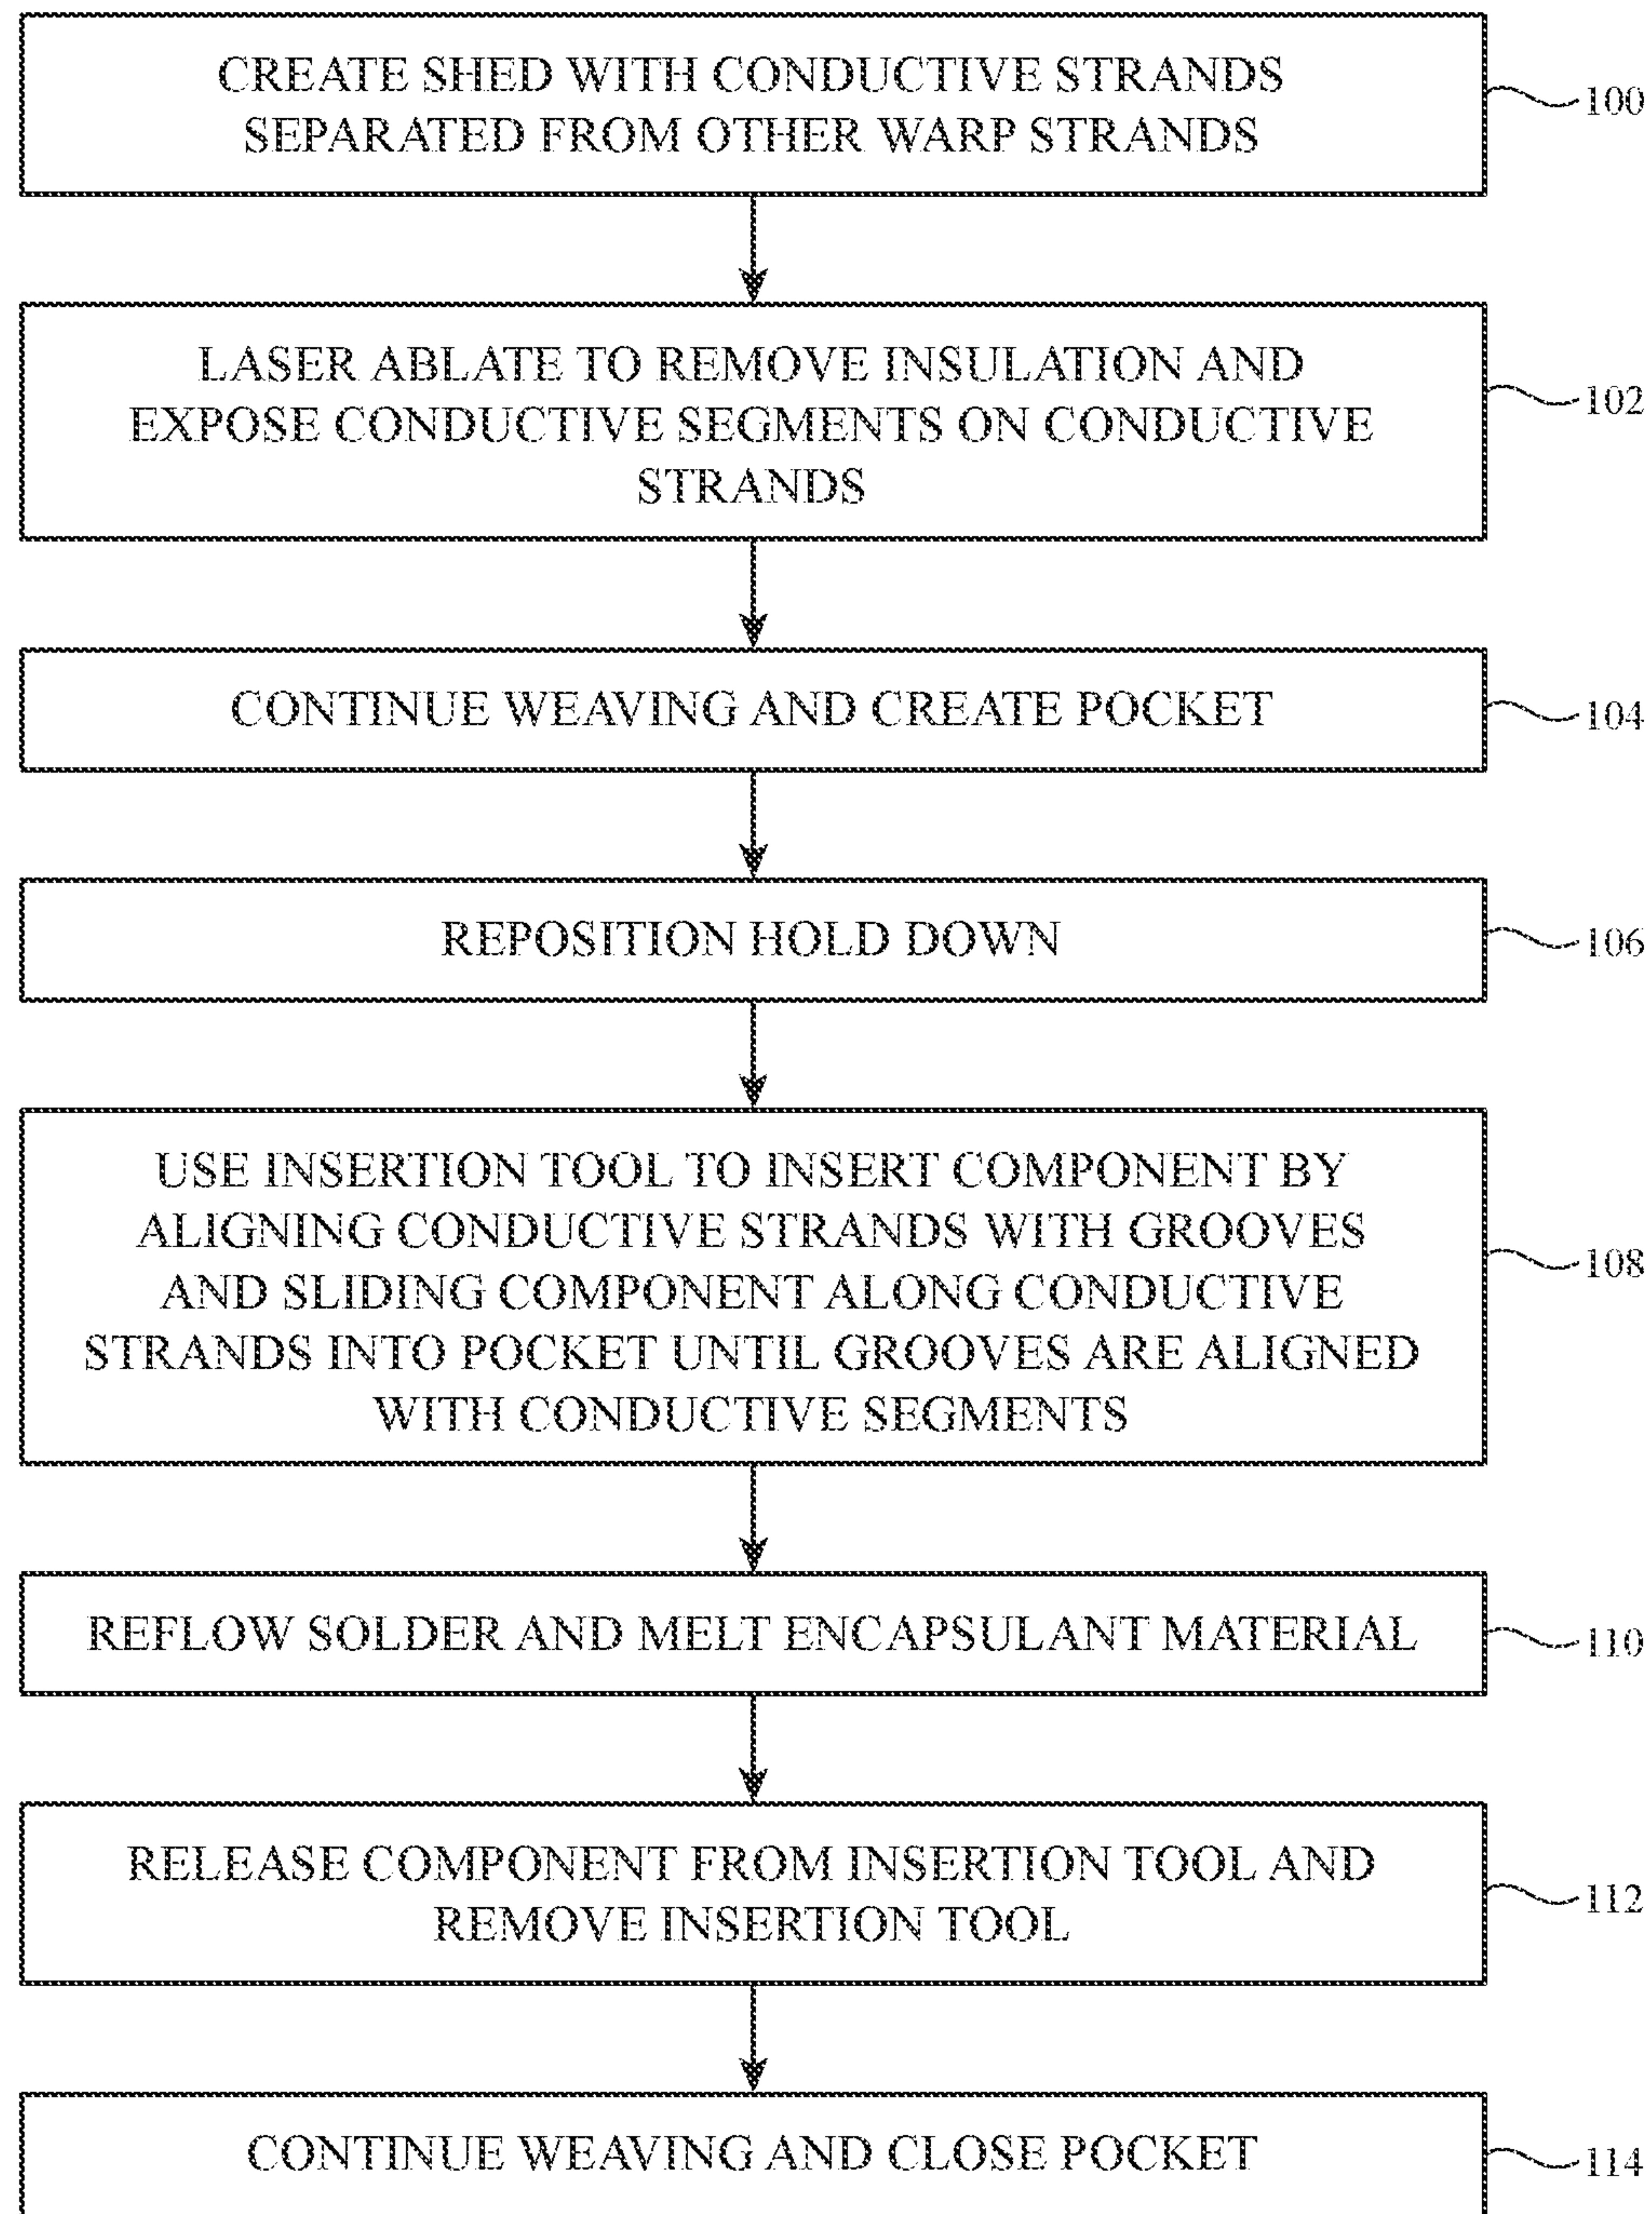 CREATE SHED WITH CONDUCTIVE STRANDS
SEPARATED FROM OTHER WARP STRANDS
100
LASER ABLATE TO REMOVE INSULATION AND
EXPOSE CONDUCTIVE SEGMENTS ON CONDUCTIVE
STRANDS
102
CONTINUE WEAVING AND CREATE POCKET
104
REPOSITION HOLD DOWN
106
USE INSERTION TOOL TO INSERT COMPONENT BY
ALIGNING CONDUCTIVE STRANDS WITH GROOVES
AND SLIDING COMPONENT ALONG CONDUCTIVE
STRANDS INTO POCKET UNTIL GROOVES ARE ALIGNED
WITH CONDUCTIVE SEGMENTS
108
REFLOW SOLDER AND MELT ENCAPSULANT MATERIAL
110
RELEASE COMPONENT FROM INSERTION TOOL AND
REMOVE INSERTION TOOL
112
CONTINUE WEAVING AND CLOSE POCKET
114